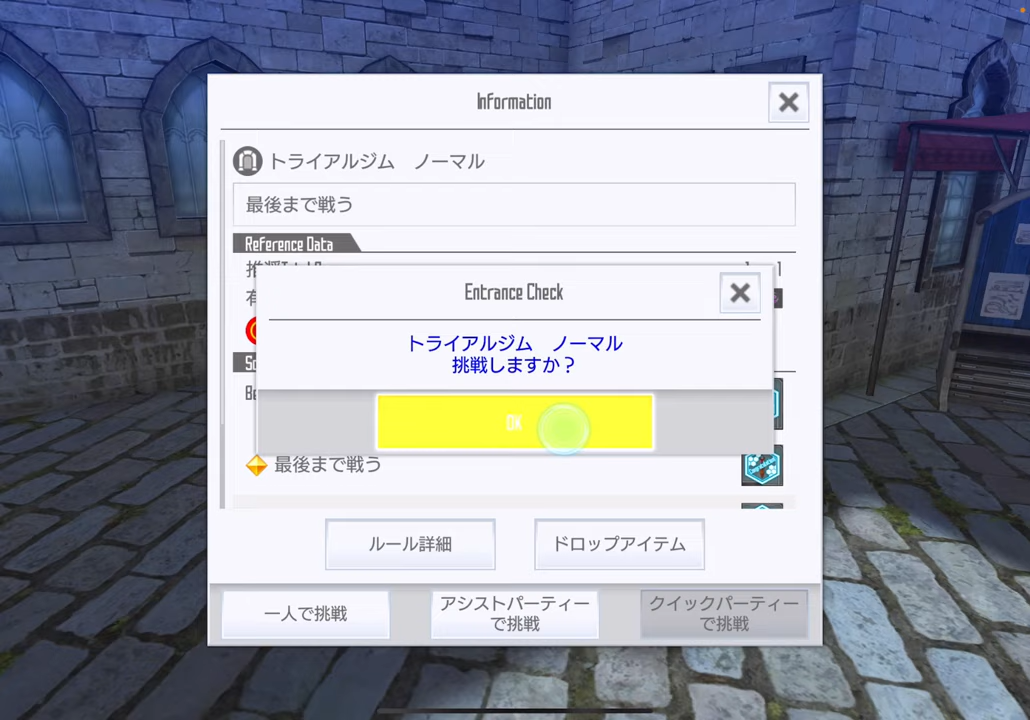 Information
トライアルジム　ノーマル
最後まで戦う
Reference Data
Entrance Check
トライアルジム　ノーマル
挑戦しますか？
OK
最後まで戦う
ルール詳細
ドロップアイテム
一人で挑戦
アシストパーティー
で挑戦
クイックパーティー
で挑戦